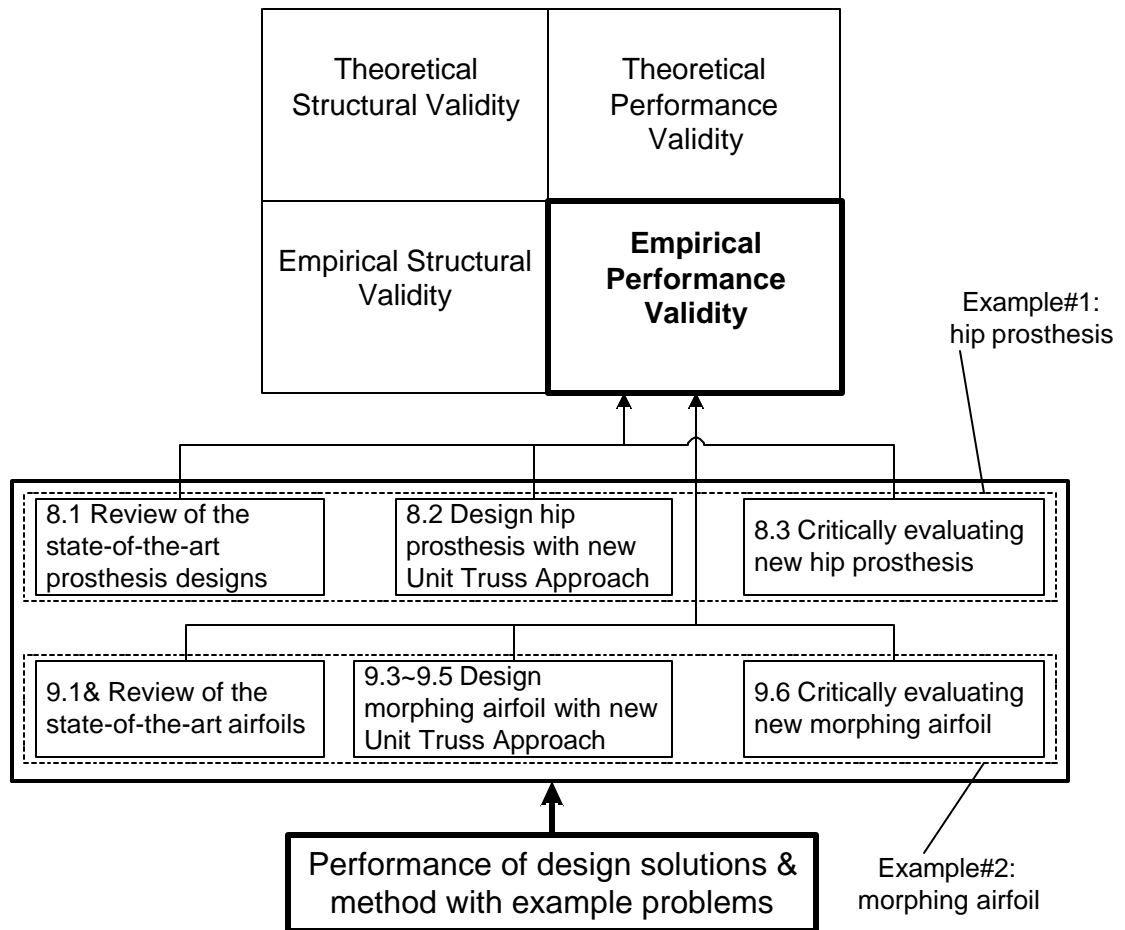 Theoretical
Structural Validity
Theoretical
Performance
Validity
Empirical Structural
Validity
Empirical
Performance
Validity
Example#1:
hip prosthesis
8.1 Review of the
state-of-the-art
prosthesis designs
8.2 Design hip
prosthesis with new
Unit Truss Approach
8.3 Critically evaluating
new hip prosthesis
9.1& Review of the
state-of-the-art airfoils
9.3~9.5 Design
morphing airfoil with new
Unit Truss Approach
9.6 Critically evaluating
new morphing airfoil
Performance of design solutions &
method with example problems
Example#2:
morphing airfoil